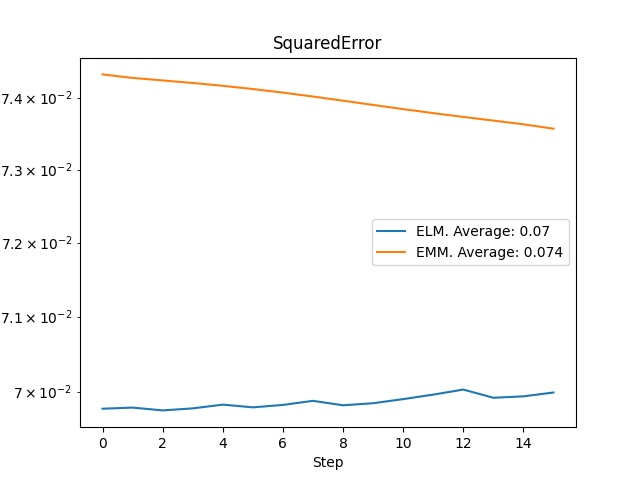 SquaredError
7.4 × 10⁻²
7.3 × 10⁻²
7.2 × 10⁻²
7.1 × 10⁻²
7 × 10⁻²
ELM. Average: 0.07
EMM. Average: 0.074
0 2 4 6 8 10 12 14
Step